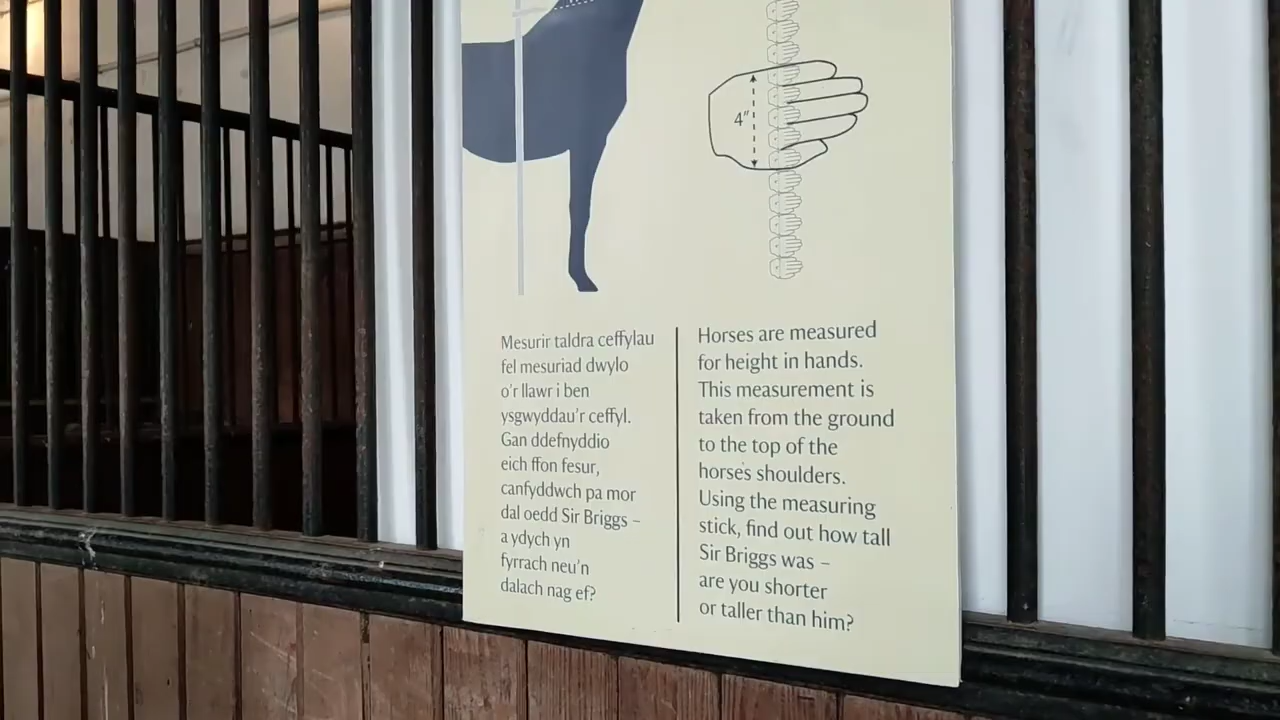 4"
Mesurir taldra ceffylau
fel mesuriad dwylo
o'r llawr i ben
ysgwyddau'r ceffyl.
Gan ddefnyddio
eich ffon fesur,
canfyddwch pa mor
dal oedd Sir Briggs –
a ydych yn
fyrrach neu'n
dalach nag ef?
Horses are measured
for height in hands.
This measurement is
taken from the ground
to the top of the
horse's shoulders.
Using the measuring
stick, find out how tall
Sir Briggs was –
are you shorter
or taller than him?